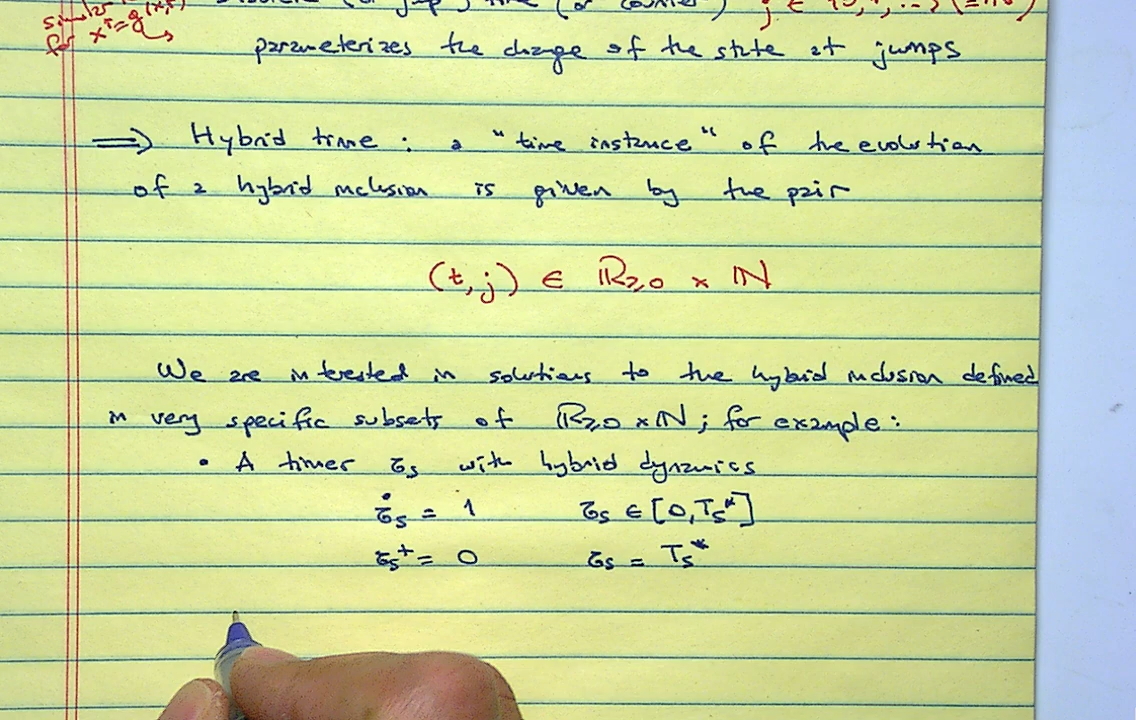 parameterizes the change of the state at jumps
⟹ Hybrid time : a "time instance" of the evolution
of a hybrid inclusion is given by the pair
(t, j) ∈ ℝ≥0 × ℕ
We are interested in solutions to the hybrid inclusion defined
in very specific subsets of ℝ≥0 × ℕ ; for example :
• A timer τs with hybrid dynamics
τ̇s = 1 τs ∈ [0, Ts*]
τs⁺ = 0 τs = Ts*